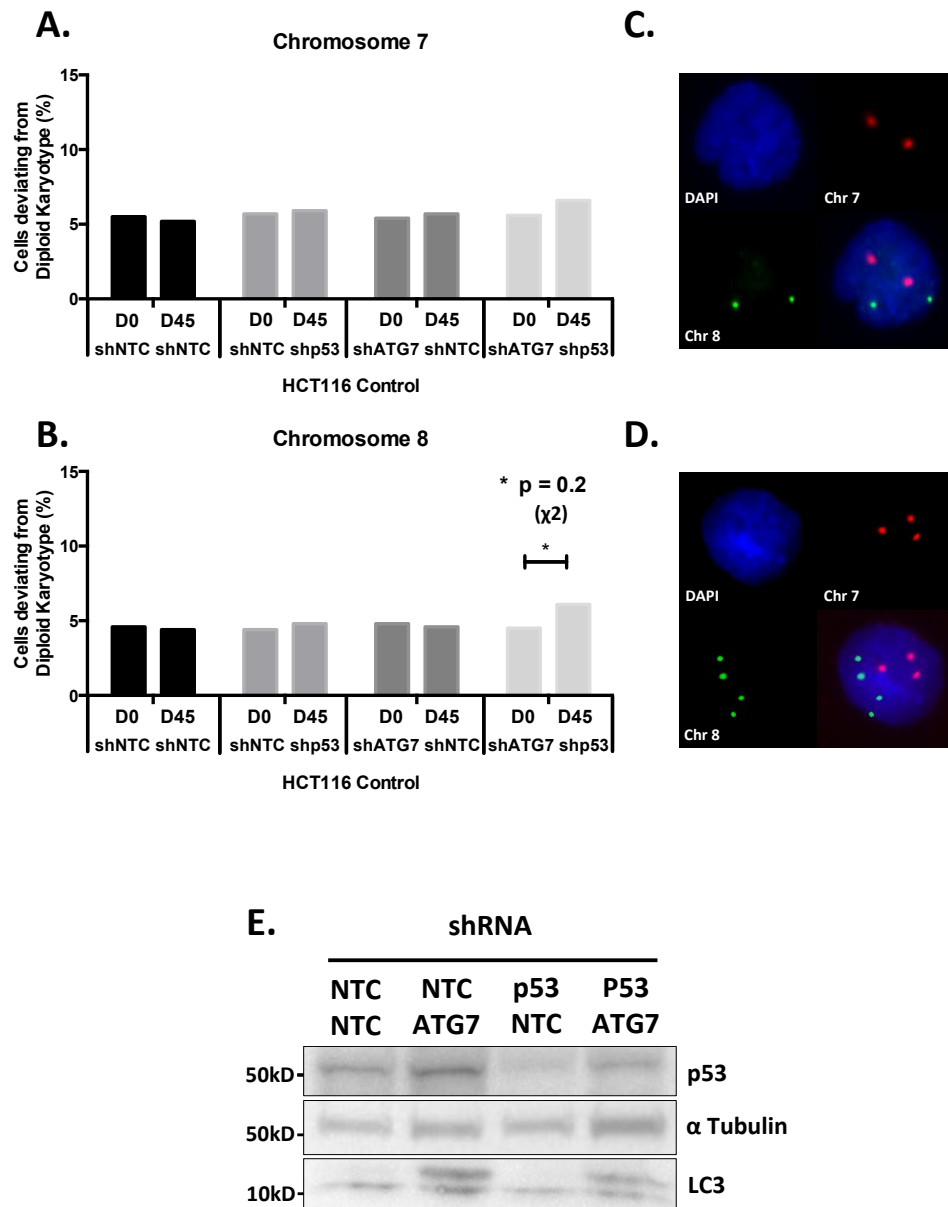 A.
Chromosome 7
Cells deviating from
Diploid Karyotype (%)
15
10
5
0
D0 D45 D0 D45 D0 D45 D0 D45
shNTC shNTC shNTC shp53 shATG7 shNTC shATG7 shp53
HCT116 Control
C.
DAPI
Chr 7
Chr 8
B.
Chromosome 8
Cells deviating from
Diploid Karyotype (%)
15
10
5
0
* p = 0.2
(χ2)
*
D0 D45 D0 D45 D0 D45 D0 D45
shNTC shNTC shNTC shp53 shATG7 shNTC shATG7 shp53
HCT116 Control
D.
DAPI
Chr 7
Chr 8
E.
shRNA
NTC NTC p53 P53
NTC ATG7 NTC ATG7
50kD p53
50kD α Tubulin
10kD LC3